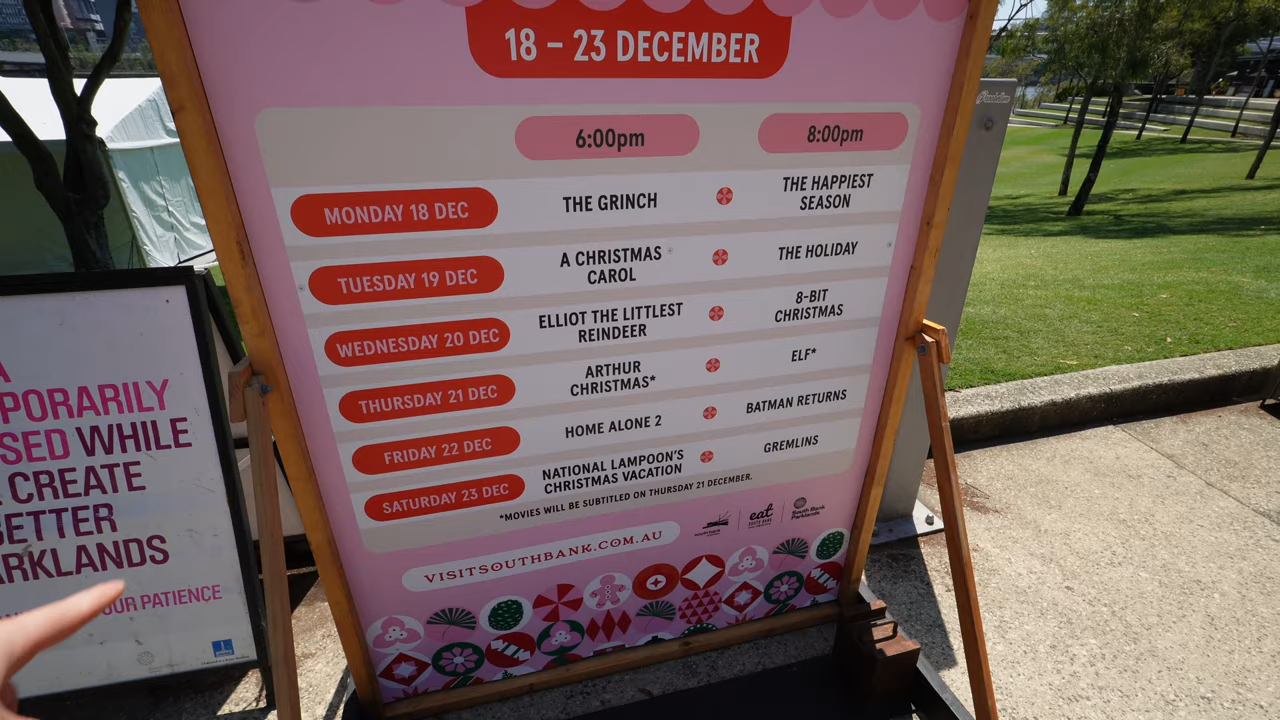 18 – 23 DECEMBER
6:00pm 8:00pm
MONDAY 18 DEC
THE GRINCH
THE HAPPIEST
SEASON
TUESDAY 19 DEC
A CHRISTMAS
CAROL
THE HOLIDAY
WEDNESDAY 20 DEC
ELLIOT THE LITTLEST
REINDEER
8-BIT
CHRISTMAS
THURSDAY 21 DEC
ARTHUR
CHRISTMAS*
ELF*
FRIDAY 22 DEC
HOME ALONE 2
BATMAN RETURNS
SATURDAY 23 DEC
NATIONAL LAMPOON'S
CHRISTMAS VACATION
GREMLINS
*MOVIES WILL BE SUBTITLED ON THURSDAY 21 DECEMBER.
eat
SOUTH BANK
South Bank
Parklands
VISITSOUTHBANK.COM.AU
A
PORARILY
SED WHILE
CREATE
BETTER
ARKLANDS
OUR PATIENCE